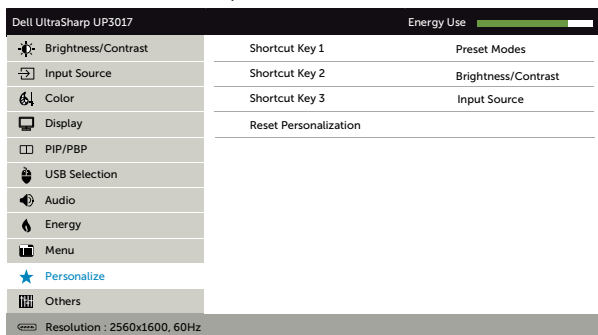 Dell UltraSharp UP3017 Energy Use
Brightness/Contrast Shortcut Key 1 Preset Modes
Input Source Shortcut Key 2 Brightness/Contrast
Color Shortcut Key 3 Input Source
Display Reset Personalization
PIP/PBP
USB Selection
Audio
Energy
Menu
Personalize
Others
Resolution : 2560x1600, 60Hz